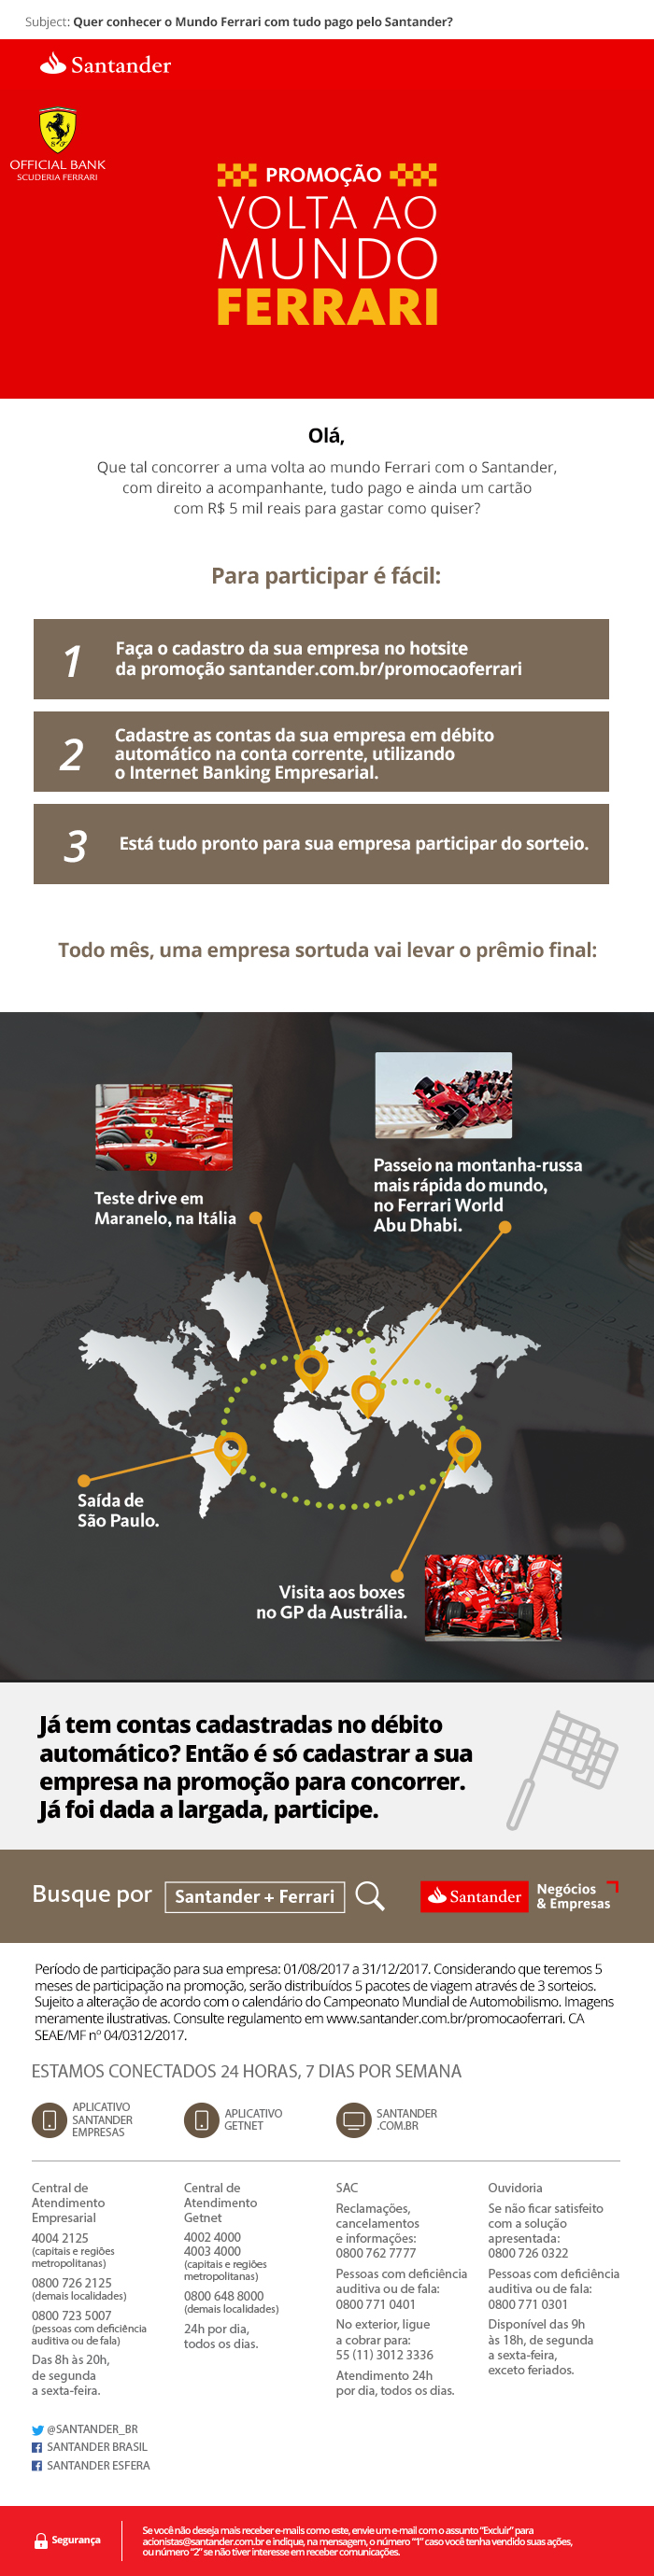 Subject: Quer conhecer o Mundo Ferrari com tudo pago pelo Santander?
Santander
OFFICIAL BANK
SCUDERIA FERRARI
PROMOÇÃO
VOLTA AO
MUNDO
FERRARI
Olá,
Que tal concorrer a uma volta ao mundo Ferrari com o Santander,
com direito a acompanhante, tudo pago e ainda um cartão
com R$ 5 mil reais para gastar como quiser?
Para participar é fácil:
1
Faça o cadastro da sua empresa no hotsite
da promoção santander.com.br/promocaoferrari
2
Cadastre as contas da sua empresa em débito
automático na conta corrente, utilizando
o Internet Banking Empresarial.
3
Está tudo pronto para sua empresa participar do sorteio.
Todo mês, uma empresa sortuda vai levar o prêmio final:
Teste drive em
Maranelo, na Itália
Passeio na montanha-russa
mais rápida do mundo,
no Ferrari World
Abu Dhabi.
Saída de
São Paulo.
Visita aos boxes
no GP da Austrália.
Já tem contas cadastradas no débito
automático? Então é só cadastrar a sua
empresa na promoção para concorrer.
Já foi dada a largada, participe.
Busque por
Santander + Ferrari
Santander
Negócios
& Empresas
Período de participação para sua empresa: 01/08/2017 a 31/12/2017. Considerando que teremos 5
meses de participação na promoção, serão distribuídos 5 pacotes de viagem através de 3 sorteios.
Sujeito a alteração de acordo com o calendário do Campeonato Mundial de Automobilismo. Imagens
meramente ilustrativas. Consulte regulamento em www.santander.com.br/promocaoferrari. CA
SEAE/MF nº 04/0312/2017.
ESTAMOS CONECTADOS 24 HORAS, 7 DIAS POR SEMANA
APLICATIVO
SANTANDER
EMPRESAS
APLICATIVO
GETNET
SANTANDER
.COM.BR
Central de
Atendimento
Empresarial
4004 2125
(capitais e regiões
metropolitanas)
0800 726 2125
(demais localidades)
0800 723 5007
(pessoas com deficiência
auditiva ou de fala)
Das 8h às 20h,
de segunda
a sexta-feira.
Central de
Atendimento
Getnet
4002 4000
4003 4000
(capitais e regiões
metropolitanas)
0800 648 8000
(demais localidades)
24h por dia,
todos os dias.
SAC
Reclamações,
cancelamentos
e informações:
0800 762 7777
Pessoas com deficiência
auditiva ou de fala:
0800 771 0401
No exterior, ligue
a cobrar para:
55 (11) 3012 3336
Atendimento 24h
por dia, todos os dias.
Ouvidoria
Se não ficar satisfeito
com a solução
apresentada:
0800 726 0322
Pessoas com deficiência
auditiva ou de fala:
0800 771 0301
Disponível das 9h
às 18h, de segunda
a sexta-feira,
exceto feriados.
@SANTANDER_BR
SANTANDER BRASIL
SANTANDER ESFERA
Segurança
Se você não deseja mais receber e-mails como este, envie um e-mail com o assunto "Excluir" para
acionistas@santander.com.br e indique, na mensagem, o número "1" caso você tenha vendido suas ações,
ou número "2" se não tiver interesse em receber comunicações.